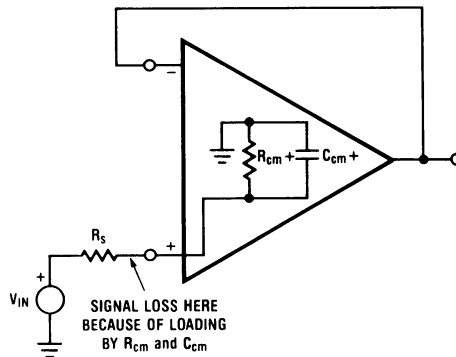 −
Rcm +
Ccm +
Rs
+
+
VIN
SIGNAL LOSS HERE
BECAUSE OF LOADING
BY Rcm and Ccm